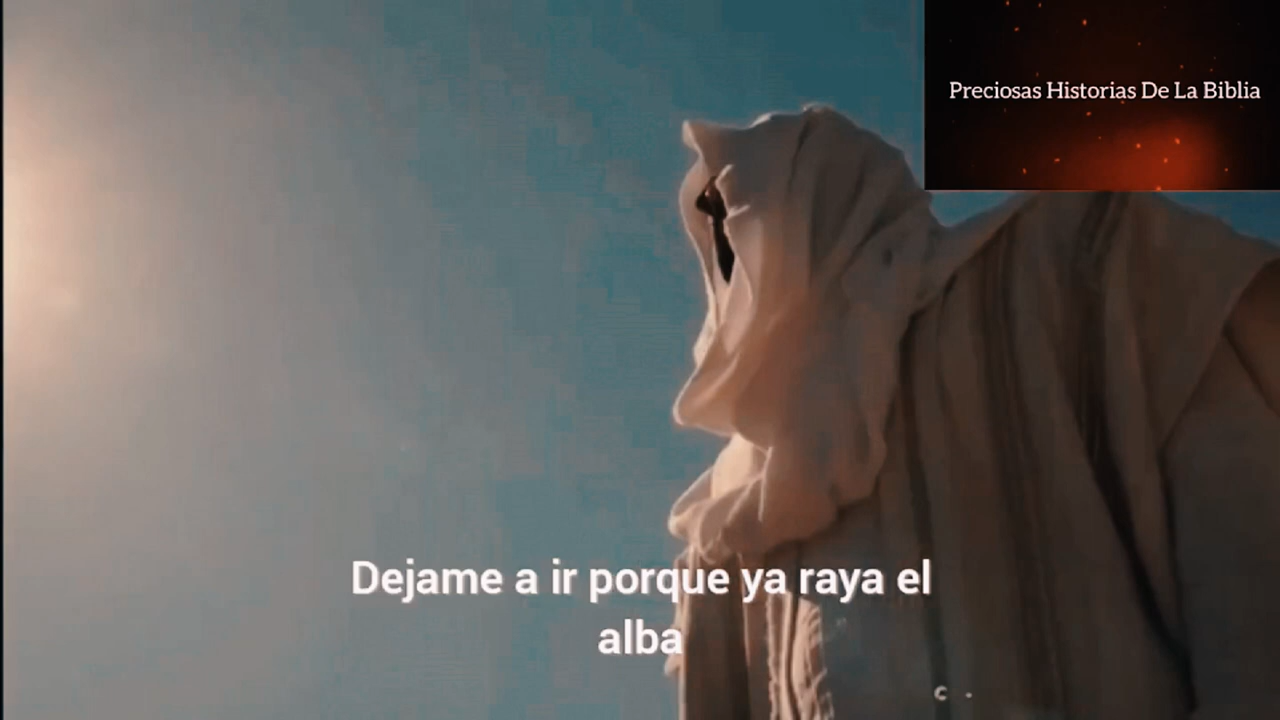 Preciosas Historias De La Biblia
Dejame a ir porque ya raya el
alba